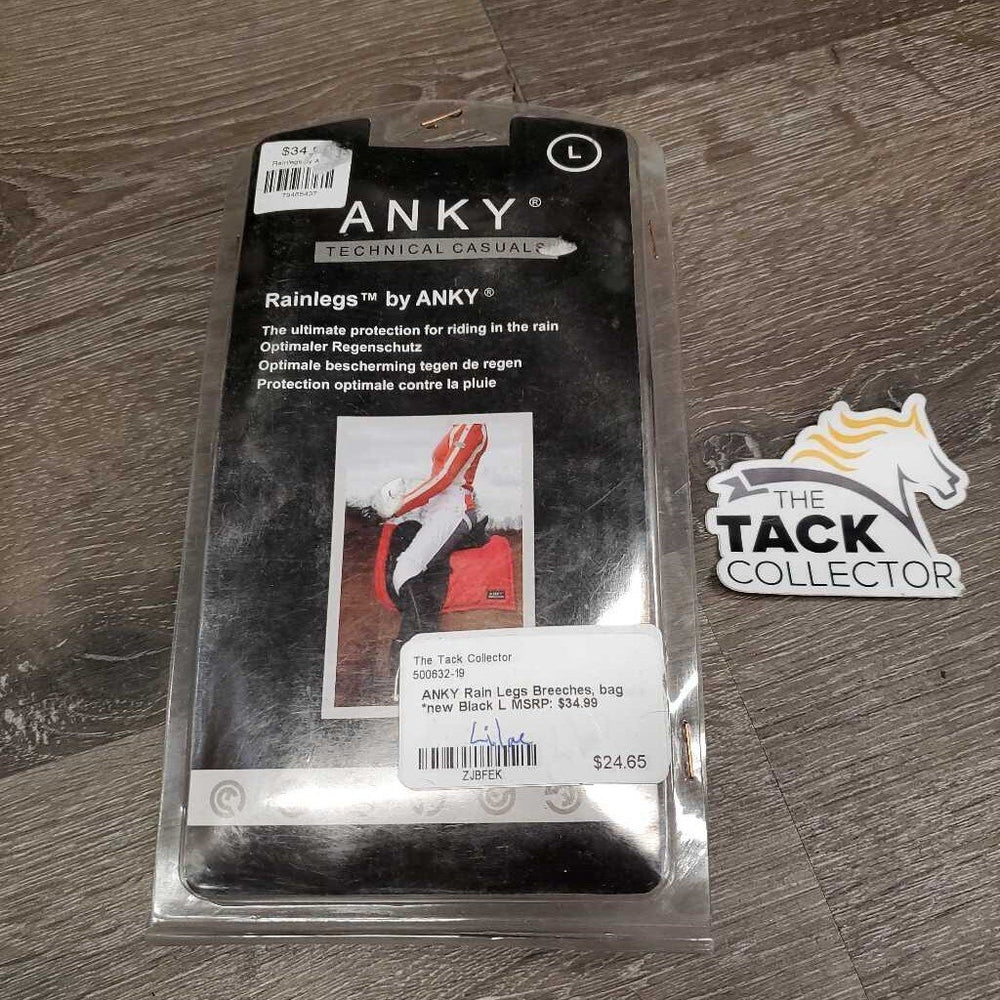 $34.
79485437
L
ANKY®
TECHNICAL CASUALS
Rainlegs™ by ANKY®
The ultimate protection for riding in the rain
Optimaler Regenschutz
Optimale bescherming tegen de regen
Protection optimale contre la pluie
The Tack Collector
500632-19
ANKY Rain Legs Breeches, bag
*new Black L MSRP: $34.99
Lilac
ZJBFEK
$24.65
THE
TACK
COLLECTOR